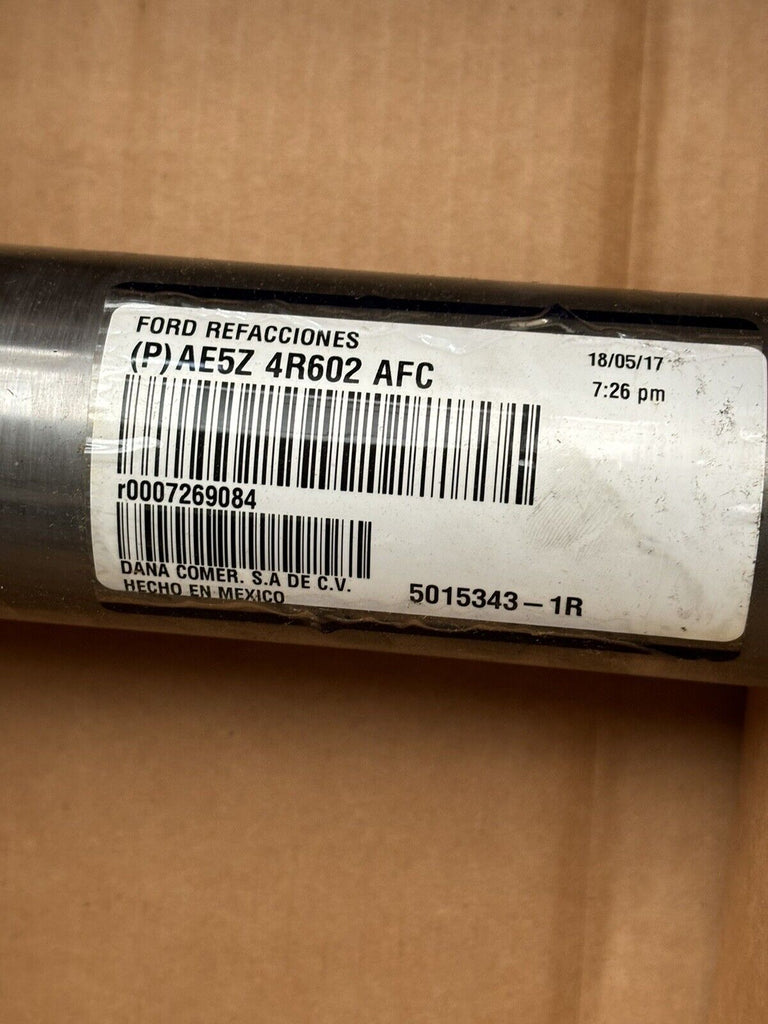 FORD REFACCIONES
(P)AE5Z 4R602 AFC
18/05/17
7:26 pm
r0007269084
DANA COMER. S.A DE C.V.
HECHO EN MEXICO
5015343-1R